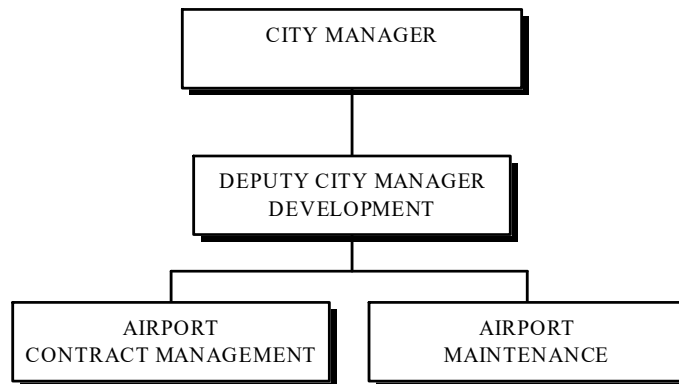 CITY MANAGER
DEPUTY CITY MANAGER
DEVELOPMENT
AIRPORT
CONTRACT MANAGEMENT
AIRPORT
MAINTENANCE